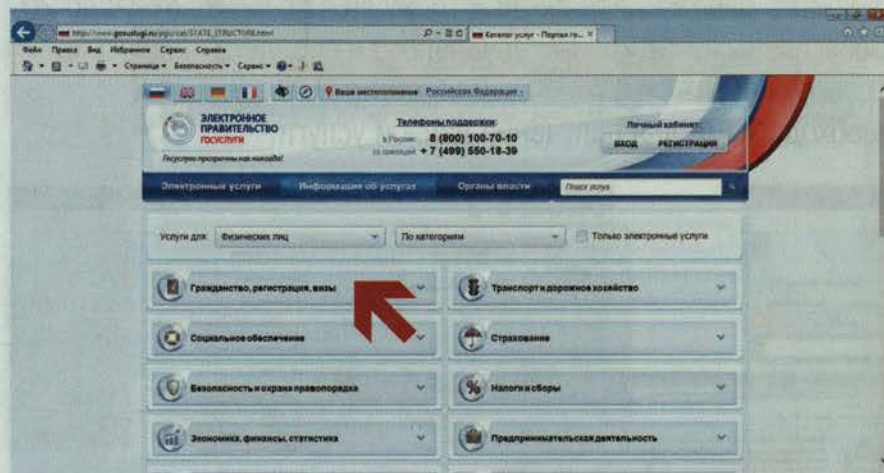 http://www.gosuslugi.ru/pgu/cat/STATE_STRUCTURE.html
Каталог услуг - Портал го...
Файл Правка Вид Избранное Сервис Справка
Страница Безопасность Сервис
Ваше местоположение: Российская Федерация
ЭЛЕКТРОННОЕ
ПРАВИТЕЛЬСТВО
ГОСУСЛУГИ
Госуслуги прозрачны как никогда!
Телефоны поддержки:
в России: 8 (800) 100-70-10
за границей: + 7 (499) 550-18-39
Личный кабинет:
ВХОД РЕГИСТРАЦИЯ
Электронные услуги Информация об услугах Органы власти Поиск услуг
Услуги для: Физических лиц По категориям Только электронные услуги
Гражданство, регистрация, визы
Транспорт и дорожное хозяйство
Социальное обеспечение
Страхование
Безопасность и охрана правопорядка
Налоги и сборы
Экономика, финансы, статистика
Предпринимательская деятельность